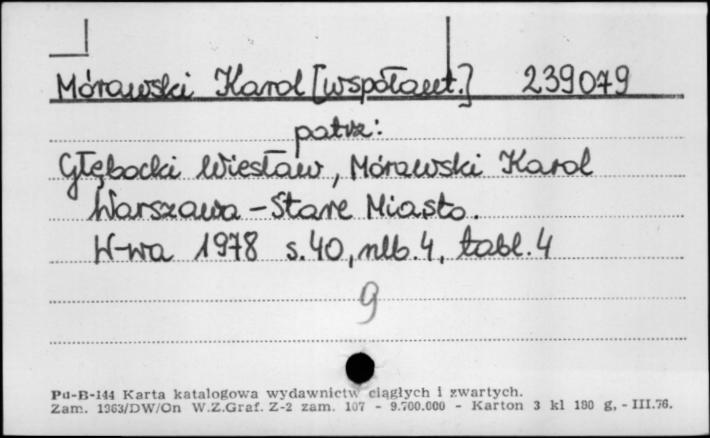 Mórawski Karol [współaut.] 239079
patrz:
Głębocki Wiesław, Mórawski Karol
Warszawa - Stare Miasto.
W-wa 1978 s. 40, nlb. 4, tabl. 4
9
Pu-B-144 Karta katalogowa wydawnictw ciągłych i zwartych.
Zam. 1363/DW/On W.Z.Graf. Z-2 zam. 107 - 9.700.000 - Karton 3 kl 180 g. - III.76.